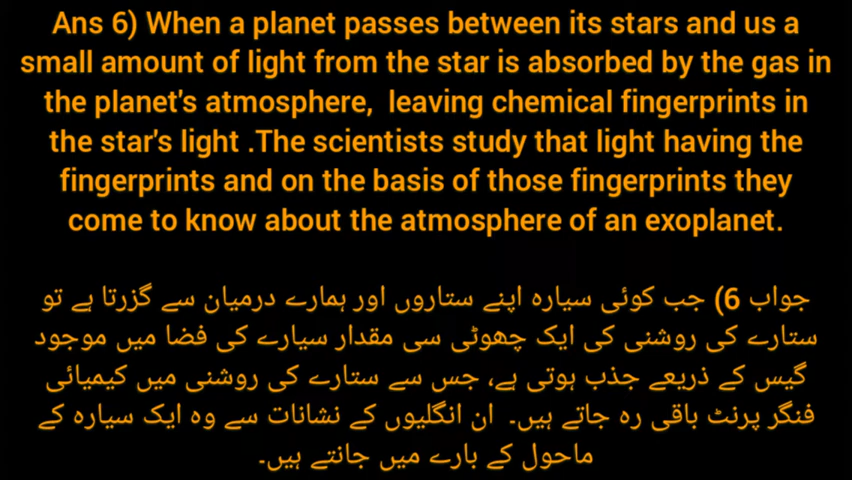 Ans 6) When a planet passes between its stars and us a
small amount of light from the star is absorbed by the gas in
the planet's atmosphere,  leaving chemical fingerprints in
the star's light .The scientists study that light having the
fingerprints and on the basis of those fingerprints they
come to know about the atmosphere of an exoplanet.
جواب 6) جب کوئی سیارہ اپنے ستاروں اور ہمارے درمیان سے گزرتا ہے تو
ستارے کی روشنی کی ایک چھوٹی سی مقدار سیارے کی فضا میں موجود
گیس کے ذریعے جذب ہوتی ہے، جس سے ستارے کی روشنی میں کیمیائی
فنگر پرنٹ باقی رہ جاتے ہیں۔ ان انگلیوں کے نشانات سے وہ ایک سیارہ کے
ماحول کے بارے میں جانتے ہیں۔